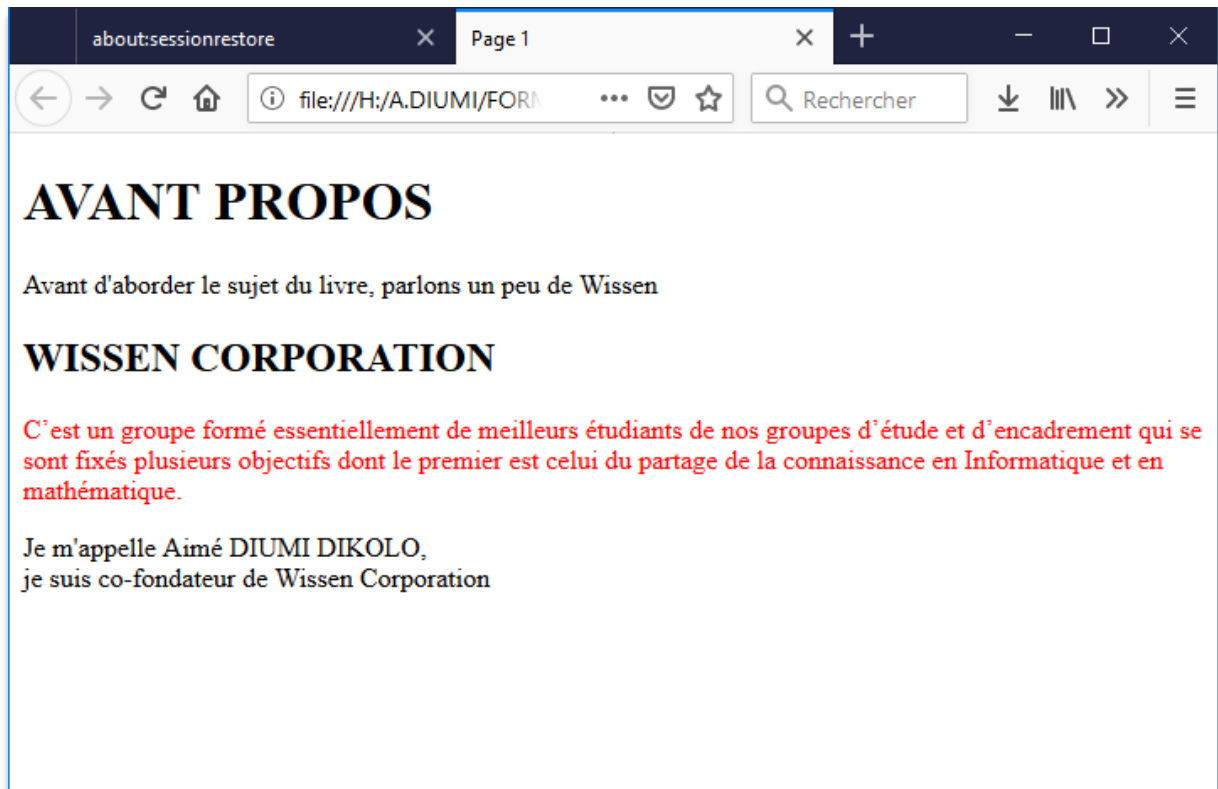 about:sessionrestore
Page 1
file:///H:/A.DIUMI/FORM
Rechercher
AVANT PROPOS
Avant d'aborder le sujet du livre, parlons un peu de Wissen
WISSEN CORPORATION
C’est un groupe formé essentiellement de meilleurs étudiants de nos groupes d’étude et d’encadrement qui se
sont fixés plusieurs objectifs dont le premier est celui du partage de la connaissance en Informatique et en
mathématique.
Je m'appelle Aimé DIUMI DIKOLO,
je suis co-fondateur de Wissen Corporation